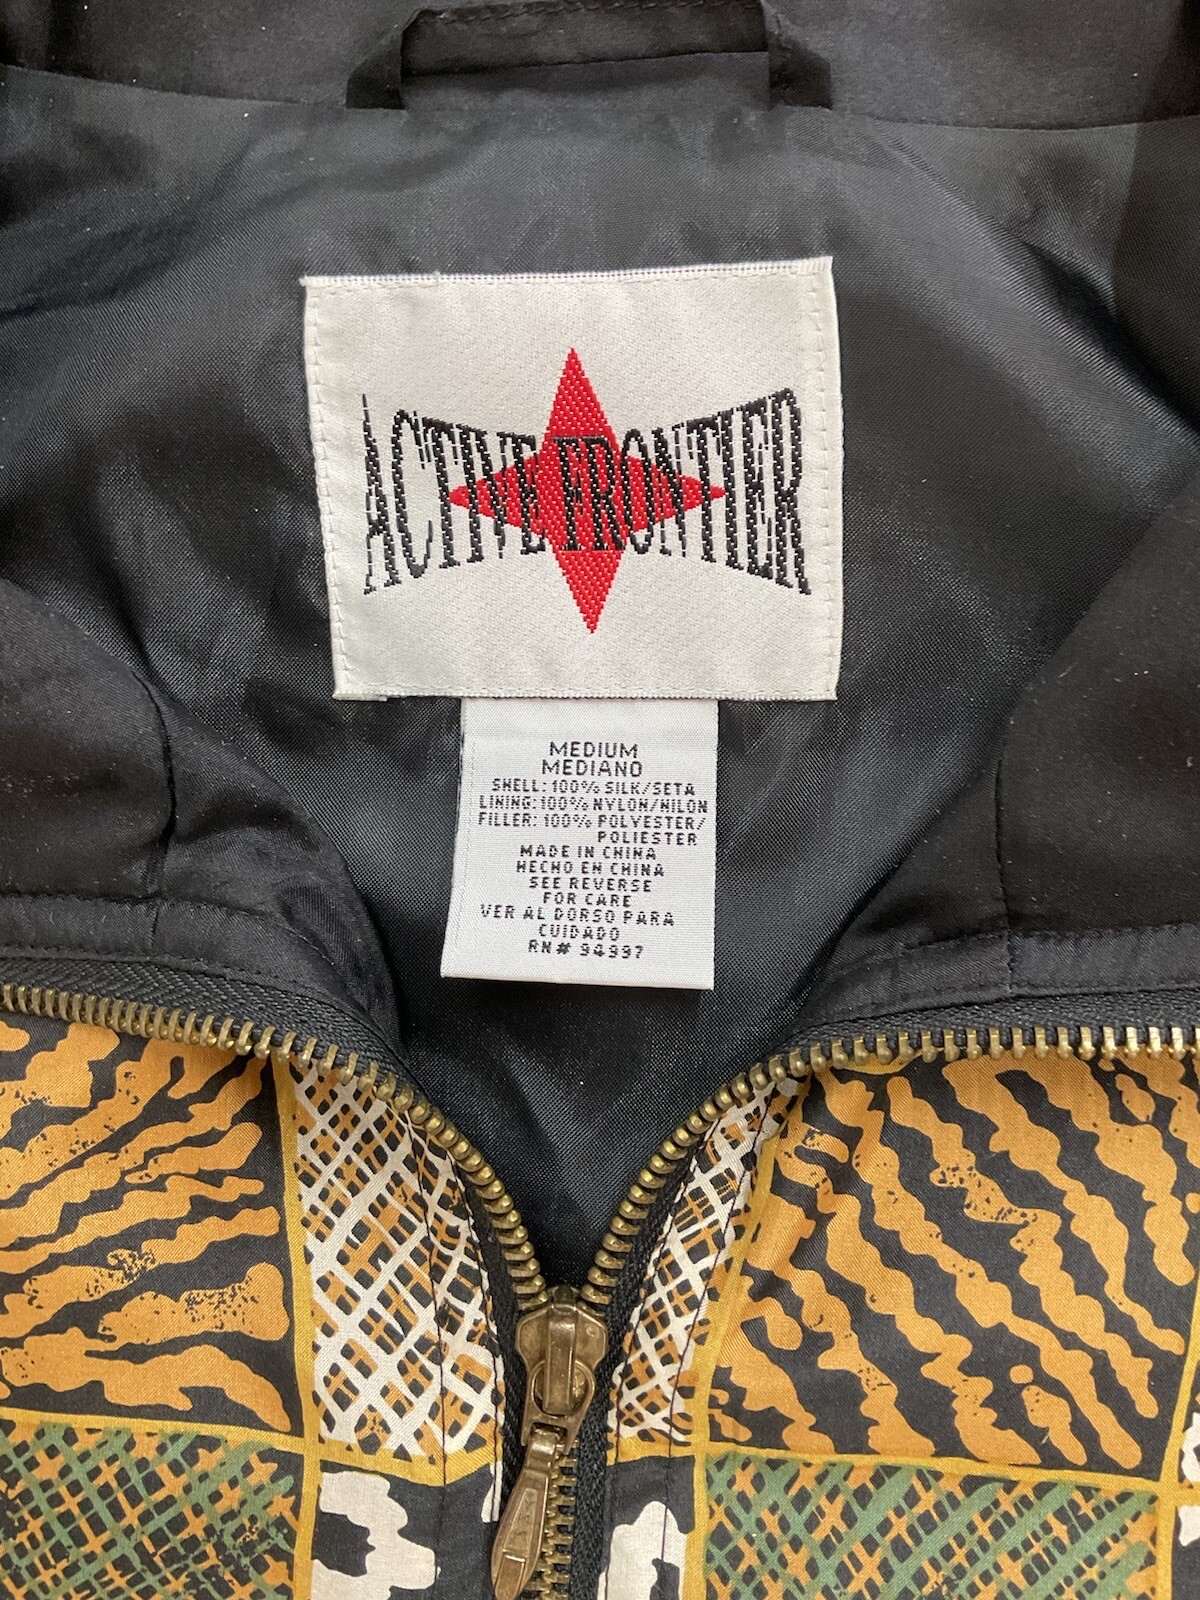 ACTIVE FRONTIER
MEDIUM
MEDIANO
SHELL: 100% SILK/SETA
LINING: 100% NYLON/NILON
FILLER: 100% POLYESTER/
POLIESTER
MADE IN CHINA
HECHO EN CHINA
SEE REVERSE
FOR CARE
VER AL DORSO PARA
CUIDADO
RN# 94997